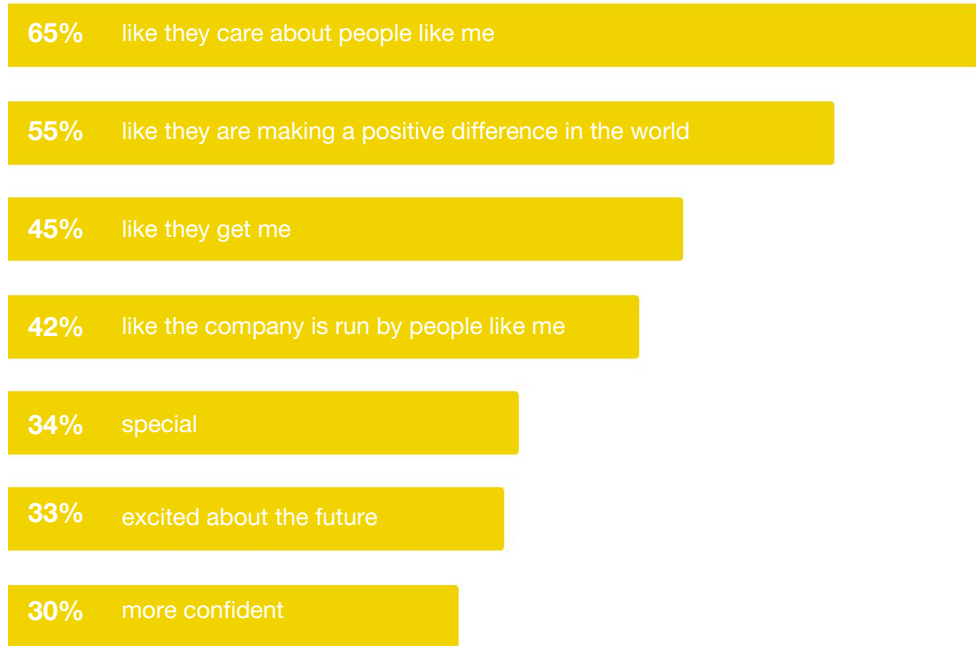 65% like they care about people like me
55% like they are making a positive difference in the world
45% like they get me
42% like the company is run by people like me
34% special
33% excited about the future
30% more confident